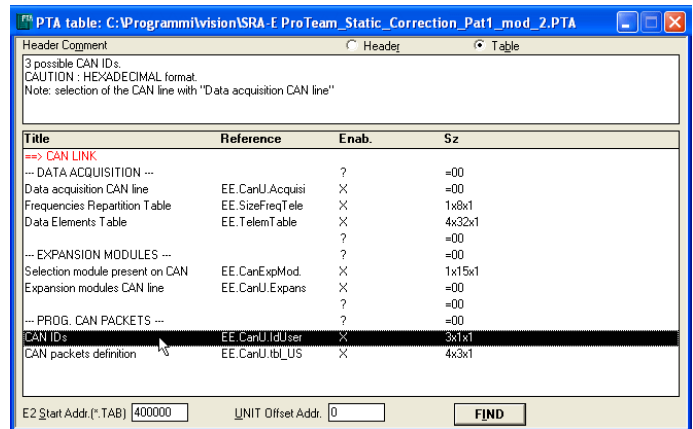 PTA table: C:\Programmi\vision\SRA-E ProTeam_Static_Correction_Pat1_mod_2.PTA
Header Comment Header Table
3 possible CAN IDs.
CAUTION : HEXADECIMAL format.
Note: selection of the CAN line with "Data acquisition CAN line"
Title Reference Enab. Sz
==> CAN LINK
--- DATA ACQUISITION --- ? =00
Data acquisition CAN line EE.CanU.Acquisi X =00
Frequencies Repartition Table EE.SizeFreqTele X 1x8x1
Data Elements Table EE.TelemTable X 4x32x1
? =00
--- EXPANSION MODULES --- ? =00
Selection module present on CAN EE.CanExpMod. X 1x15x1
Expansion modules CAN line EE.CanU.Expans X =00
? =00
--- PROG. CAN PACKETS --- ? =00
CAN IDs EE.CanU.IdUser X 3x1x1
CAN packets definition EE.CanU.tbl_US X 4x3x1
E2 Start Addr.(*.TAB) 400000 UNIT Offset Addr. 0 FIND